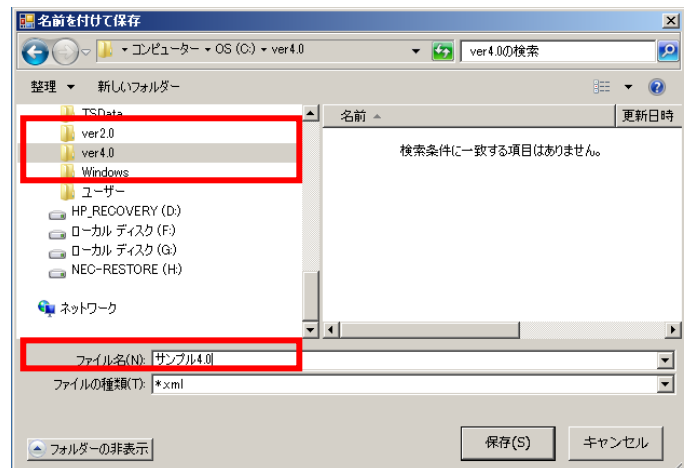 名前を付けて保存
コンピューター ▾ OS (C:) ▾ ver4.0
ver4.0の検索
整理 ▼ 新しいフォルダー
TSData
ver2.0
ver4.0
Windows
ユーザー
HP_RECOVERY (D:)
ローカル ディスク (F:)
ローカル ディスク (G:)
NEC-RESTORE (H:)
ネットワーク
名前
更新日時
検索条件に一致する項目はありません。
ファイル名(N): サンプル4.0
ファイルの種類(T): *xml
フォルダーの非表示
保存(S)
キャンセル